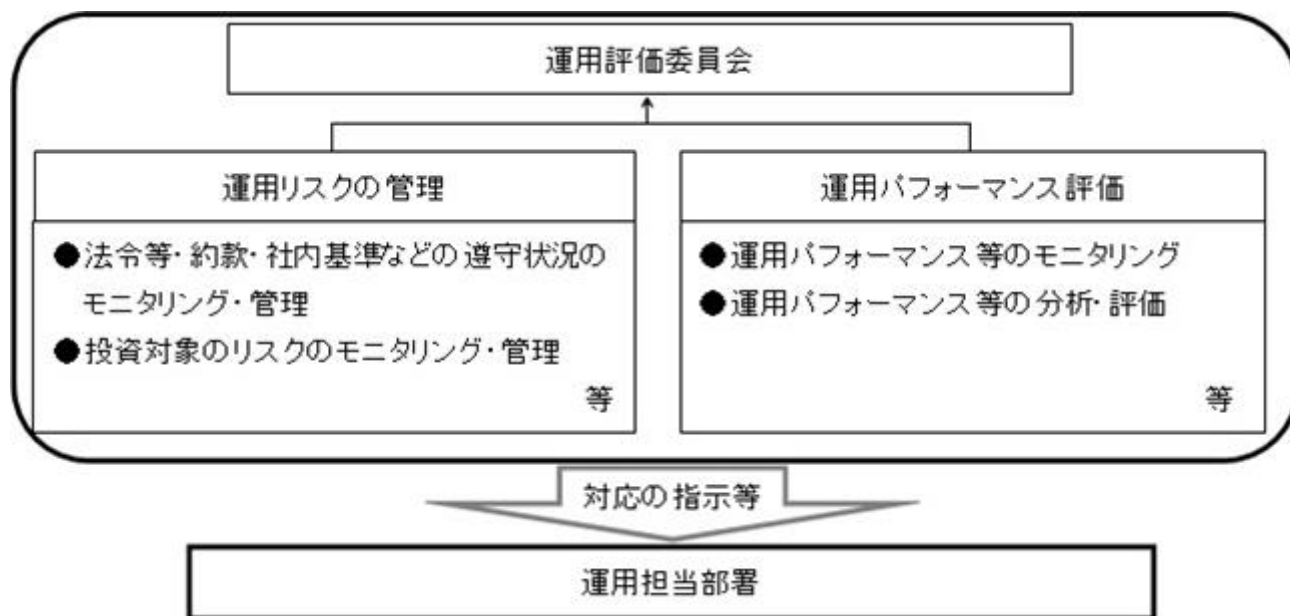 運用評価委員会
運用リスクの管理
●法令等・約款・社内基準などの遵守状況の
モニタリング・管理
●投資対象のリスクのモニタリング・管理
等
運用パフォーマンス評価
●運用パフォーマンス等のモニタリング
●運用パフォーマンス等の分析・評価
等
対応の指示等
運用担当部署